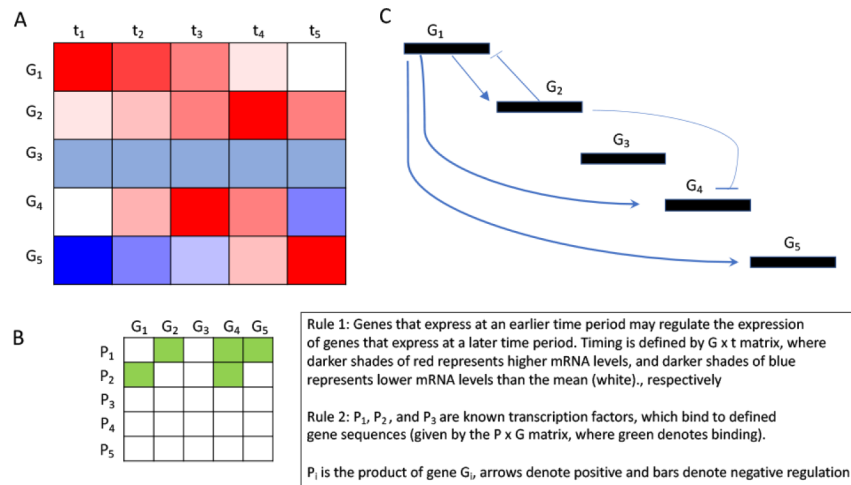 A
t1 t2 t3 t4 t5
G1
G2
G3
G4
G5
B
G1 G2 G3 G4 G5
P1
P2
P3
P4
P5
C
G1
G2
G3
G4
G5
Rule 1: Genes that express at an earlier time period may regulate the expression
of genes that express at a later time period. Timing is defined by G x t matrix, where
darker shades of red represents higher mRNA levels, and darker shades of blue
represents lower mRNA levels than the mean (white)., respectively
Rule 2: P1, P2, and P3 are known transcription factors, which bind to defined
gene sequences (given by the P x G matrix, where green denotes binding).
Pi is the product of gene Gi, arrows denote positive and bars denote negative regulation